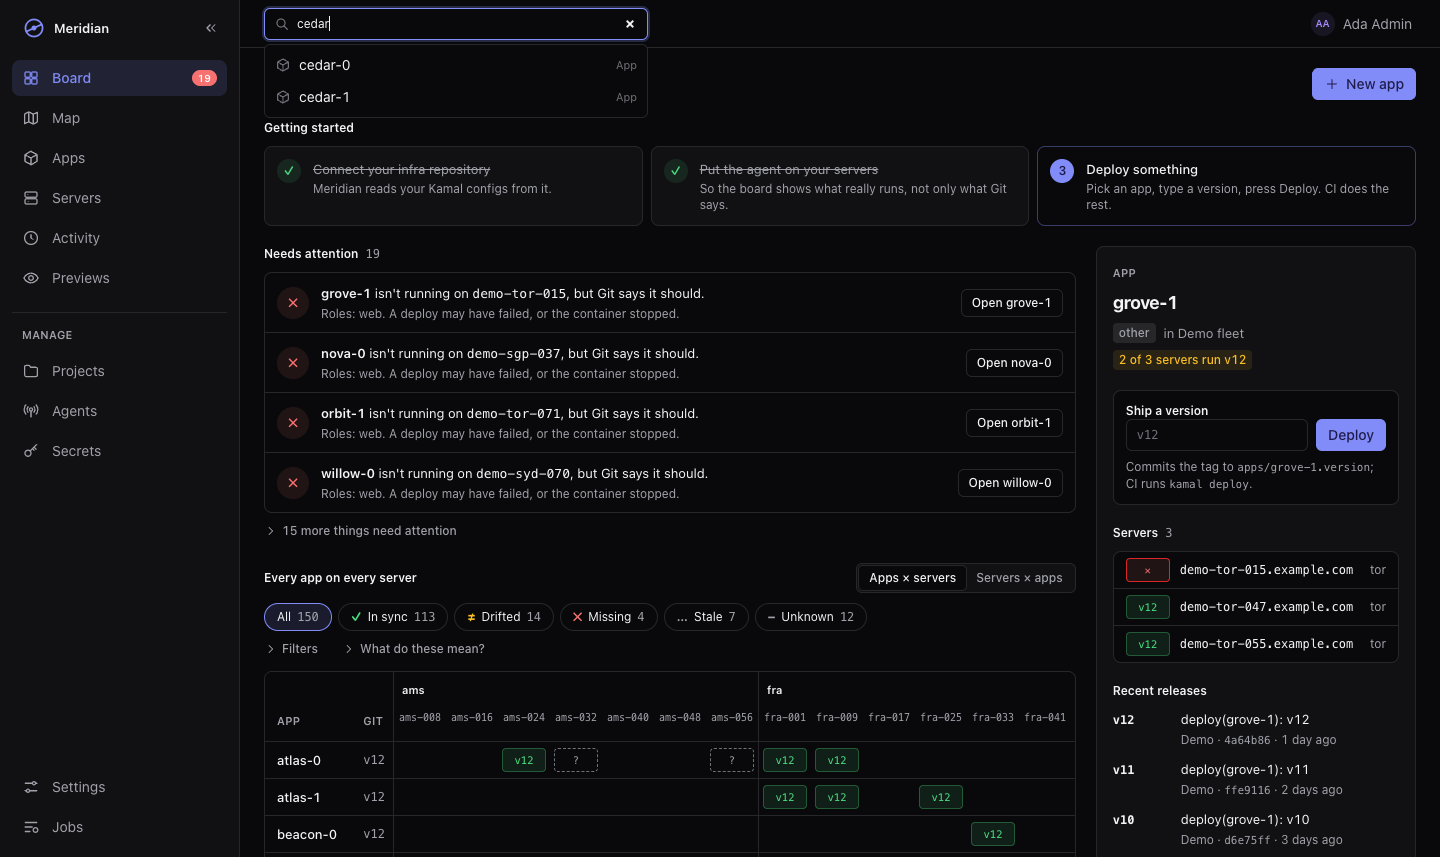 Meridian
Board 19
Map
Apps
Servers
Activity
Previews
MANAGE
Projects
Agents
Secrets
Settings
Jobs
cedar
cedar-0 App
cedar-1 App
AA Ada Admin
New app
Getting started
Connect your infra repository
Meridian reads your Kamal configs from it.
Put the agent on your servers
So the board shows what really runs, not only what Git
says.
3 Deploy something
Pick an app, type a version, press Deploy. CI does the
rest.
Needs attention 19
grove-1 isn't running on demo-tor-015, but Git says it should.
Roles: web. A deploy may have failed, or the container stopped.
Open grove-1
nova-0 isn't running on demo-sgp-037, but Git says it should.
Roles: web. A deploy may have failed, or the container stopped.
Open nova-0
orbit-1 isn't running on demo-tor-071, but Git says it should.
Roles: web. A deploy may have failed, or the container stopped.
Open orbit-1
willow-0 isn't running on demo-syd-070, but Git says it should.
Roles: web. A deploy may have failed, or the container stopped.
Open willow-0
15 more things need attention
Every app on every server
Apps × servers Servers × apps
All 150 In sync 113 ≠ Drifted 14 Missing 4 ... Stale 7 – Unknown 12
Filters What do these mean?
ams fra
APP GIT ams-008 ams-016 ams-024 ams-032 ams-040 ams-048 ams-056 fra-001 fra-009 fra-017 fra-025 fra-033 fra-041
atlas-0 v12 v12 ? ? v12 v12
atlas-1 v12 v12 v12 v12
beacon-0 v12 v12
APP
grove-1
other in Demo fleet
2 of 3 servers run v12
Ship a version
v12 Deploy
Commits the tag to apps/grove-1.version;
CI runs kamal deploy.
Servers 3
× demo-tor-015.example.com tor
v12 demo-tor-047.example.com tor
v12 demo-tor-055.example.com tor
Recent releases
v12 deploy(grove-1): v12
Demo · 4a64b86 · 1 day ago
v11 deploy(grove-1): v11
Demo · ffe9116 · 2 days ago
v10 deploy(grove-1): v10
Demo · d6e75ff · 3 days ago